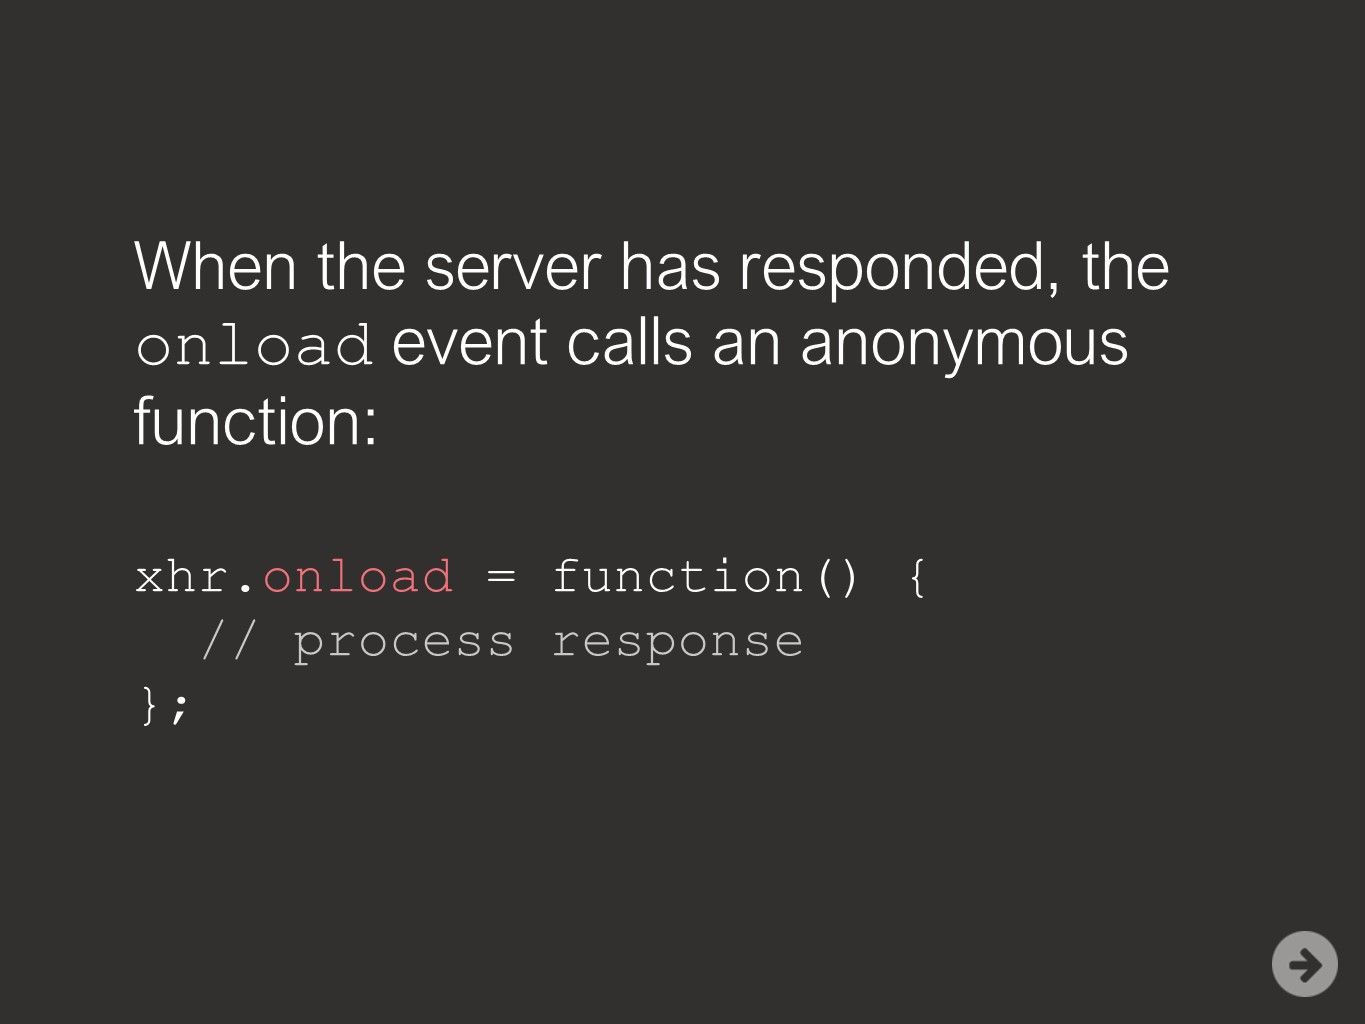 When the server has responded, the
onload event calls an anonymous
function:
xhr.onload = function() {
  // process response
};